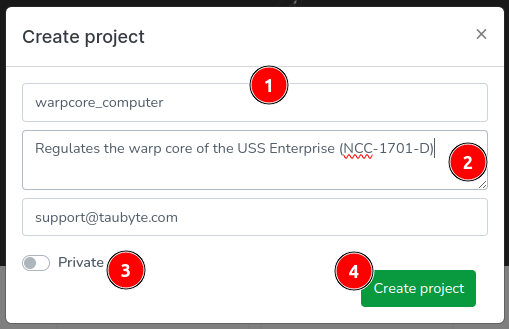 Create project
×
1
warpcore_computer
Regulates the warp core of the USS Enterprise (NCC-1701-D)
2
support@taubyte.com
Private
3
4
Create project